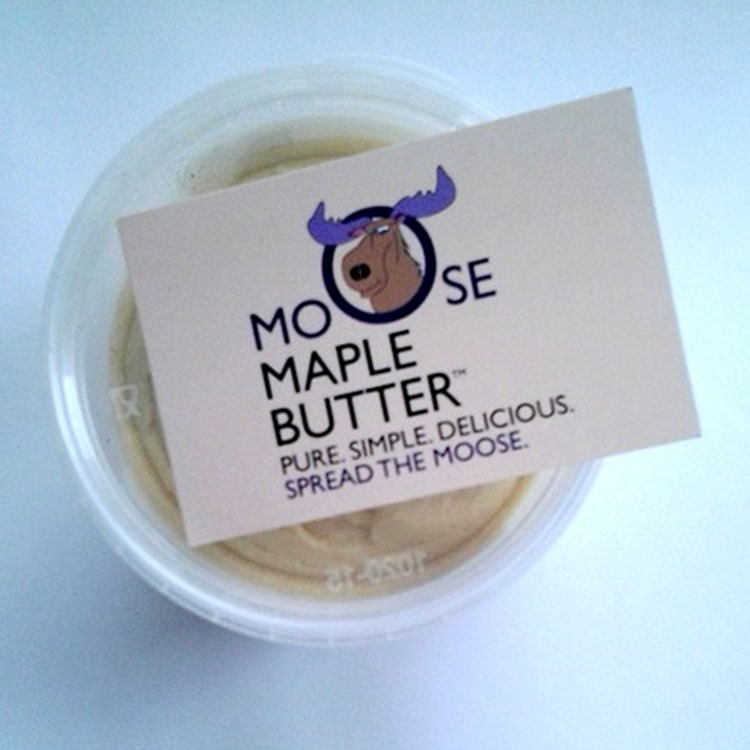 MOOSE
MAPLE
BUTTER™
PURE. SIMPLE. DELICIOUS.
SPREAD THE MOOSE.
1020-15